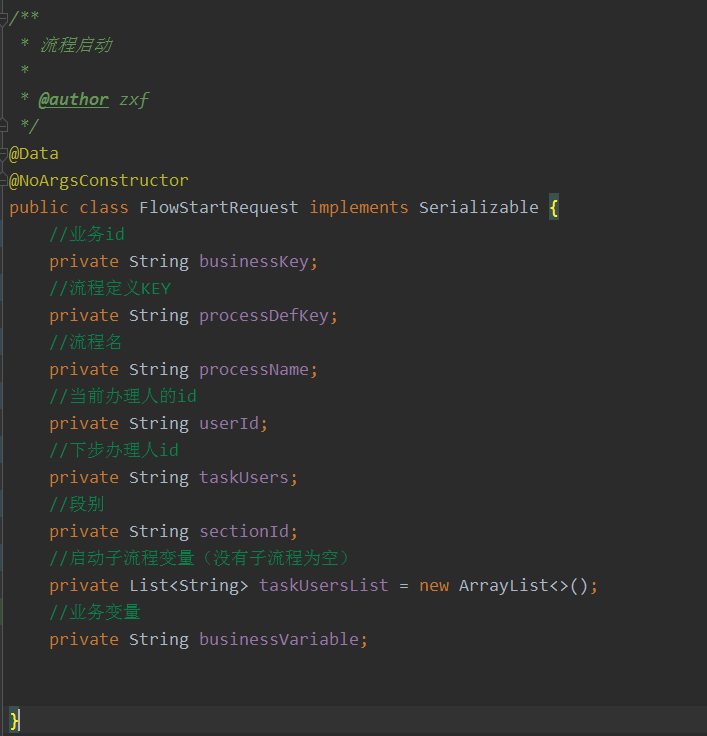 /**
 * 流程启动
 *
 * @author zxf
 */
@Data
@NoArgsConstructor
public class FlowStartRequest implements Serializable {
    //业务id
    private String businessKey;
    //流程定义KEY
    private String processDefKey;
    //流程名
    private String processName;
    //当前办理人的id
    private String userId;
    //下步办理人id
    private String taskUsers;
    //段别
    private String sectionId;
    //启动子流程变量（没有子流程为空）
    private List<String> taskUsersList = new ArrayList<>();
    //业务变量
    private String businessVariable;
}